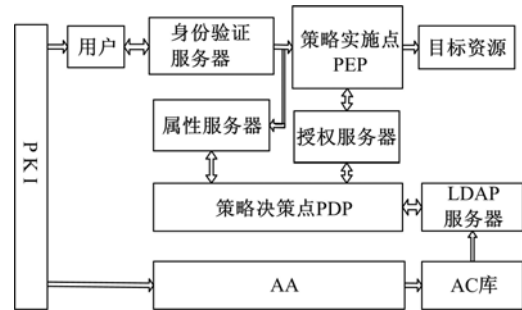 用户
身份验证
服务器
策略实施点
PEP
目标资源
属性服务器
授权服务器
PKI
策略决策点PDP
LDAP
服务器
AA
AC库